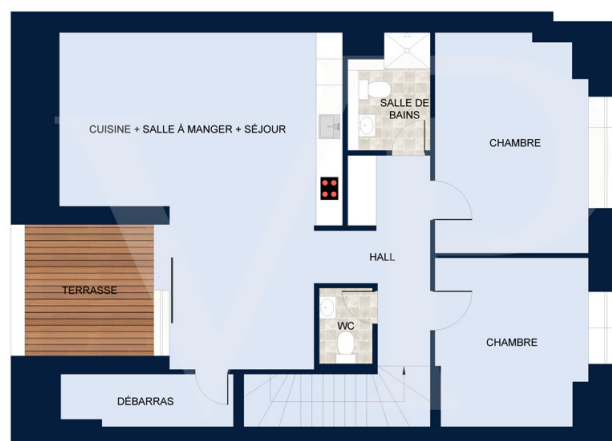 SALLE DE
BAINS
CUISINE + SALLE À MANGER + SÉJOUR
CHAMBRE
HALL
TERRASSE
WC
CHAMBRE
DÉBARRAS